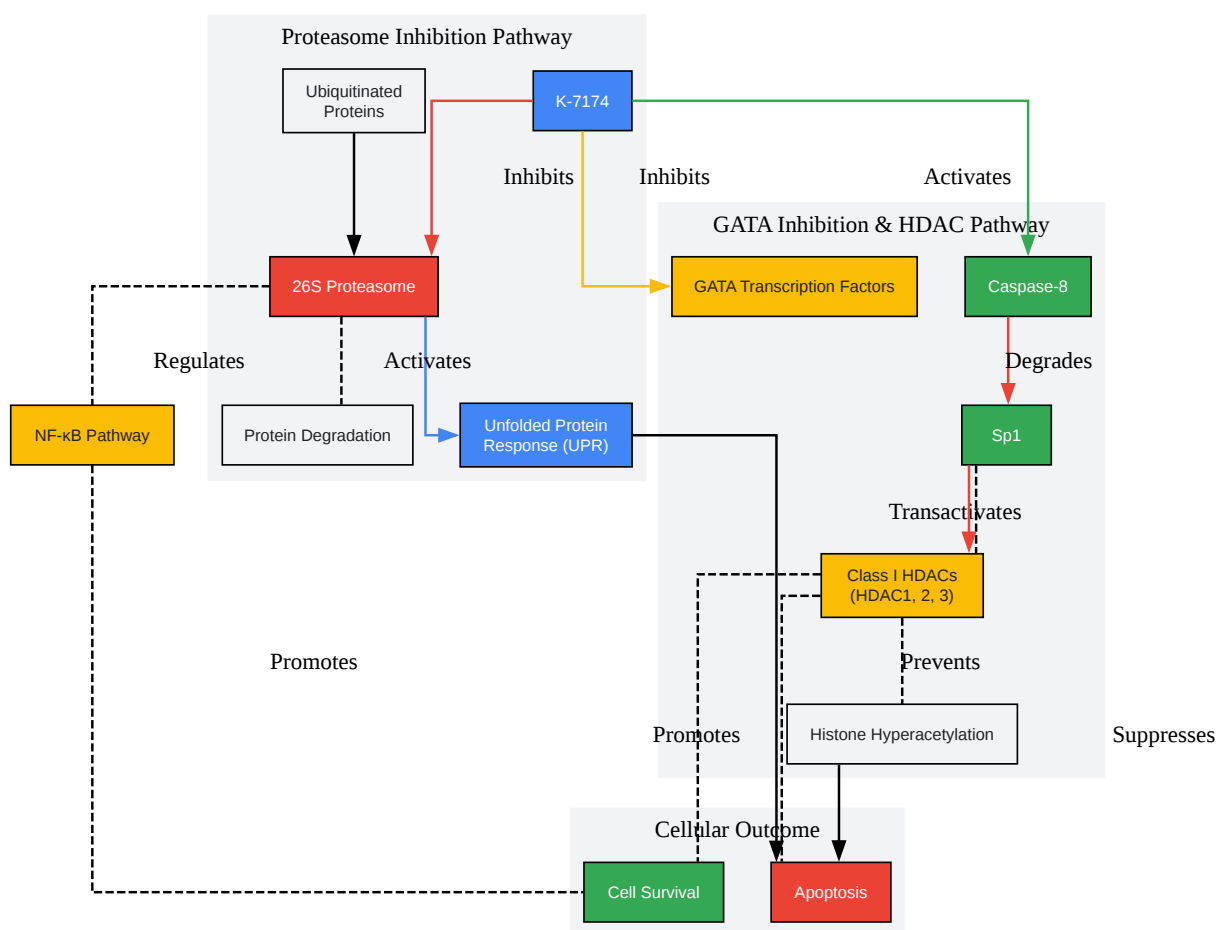 Proteasome Inhibition Pathway
Ubiquitinated
Proteins
K-7174
Inhibits
Inhibits
Activates
GATA Inhibition & HDAC Pathway
26S Proteasome
GATA Transcription Factors
Caspase-8
Regulates
Activates
Degrades
NF-κB Pathway
Protein Degradation
Unfolded Protein
Response (UPR)
Sp1
Transactivates
Class I HDACs
(HDAC1, 2, 3)
Promotes
Prevents
Promotes
Histone Hyperacetylation
Suppresses
Cellular Outcome
Cell Survival
Apoptosis